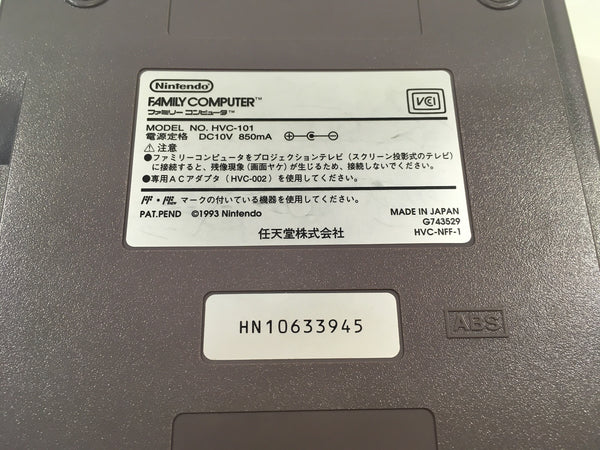 Nintendo
FAMILY COMPUTER™
ファミリー コンピュータ™
VCI
MODEL NO. HVC-101
電源定格 DC10V 850mA
⚠ 注意
●ファミリーコンピュータをプロジェクションテレビ(スクリーン投影式のテレビ)
に接続すると、残像現象(画面ヤケ)が生じるため、接続しないでください。
●専用ACアダプタ(HVC-002)を使用してください。
FF・FF マークの付いている機器を使用してください。
PAT.PEND ©1993 Nintendo
MADE IN JAPAN
G743529
任天堂株式会社
HVC-NFF-1
HN10633945
ABS